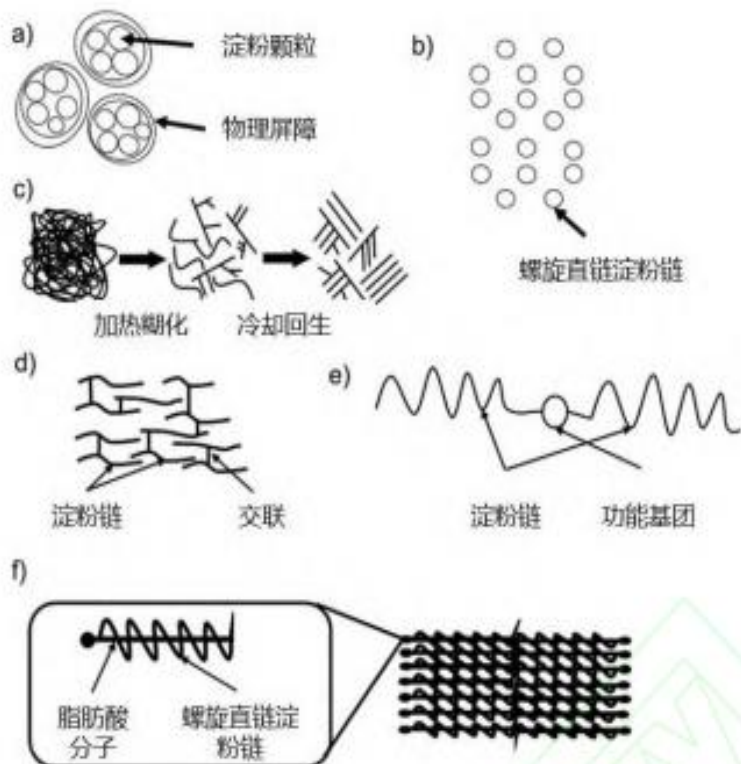 a)
淀粉颗粒
物理屏障
b)
螺旋直链淀粉链
c)
加热糊化
冷却回生
d)
淀粉链
交联
e)
淀粉链
功能基团
f)
脂肪酸
分子
螺旋直链淀
粉链